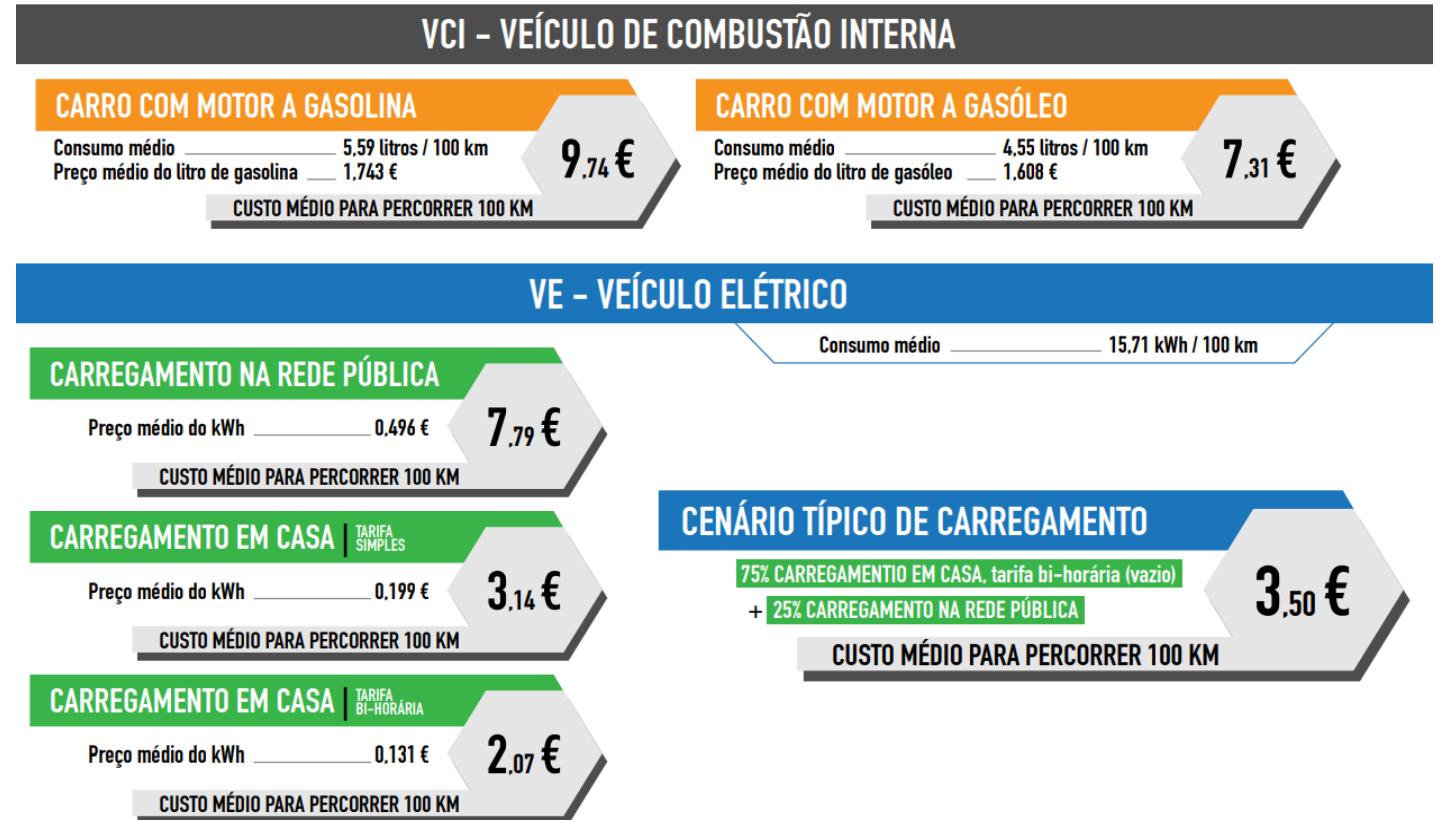 VCI – VEÍCULO DE COMBUSTÃO INTERNA
CARRO COM MOTOR A GASOLINA
Consumo médio 5,59 litros / 100 km
Preço médio do litro de gasolina 1,743 €
9,74 €
CUSTO MÉDIO PARA PERCORRER 100 KM
CARRO COM MOTOR A GASÓLEO
Consumo médio 4,55 litros / 100 km
Preço médio do litro de gasóleo 1,608 €
7,31 €
CUSTO MÉDIO PARA PERCORRER 100 KM
VE – VEÍCULO ELÉTRICO
Consumo médio 15,71 kWh / 100 km
CARREGAMENTO NA REDE PÚBLICA
Preço médio do kWh 0,496 €
7,79 €
CUSTO MÉDIO PARA PERCORRER 100 KM
CARREGAMENTO EM CASA | TARIFA SIMPLES
Preço médio do kWh 0,199 €
3,14 €
CUSTO MÉDIO PARA PERCORRER 100 KM
CARREGAMENTO EM CASA | TARIFA BI-HORÁRIA
Preço médio do kWh 0,131 €
2,07 €
CUSTO MÉDIO PARA PERCORRER 100 KM
CENÁRIO TÍPICO DE CARREGAMENTO
75% CARREGAMENTIO EM CASA, tarifa bi-horária (vazio)
+ 25% CARREGAMENTO NA REDE PÚBLICA
3,50 €
CUSTO MÉDIO PARA PERCORRER 100 KM